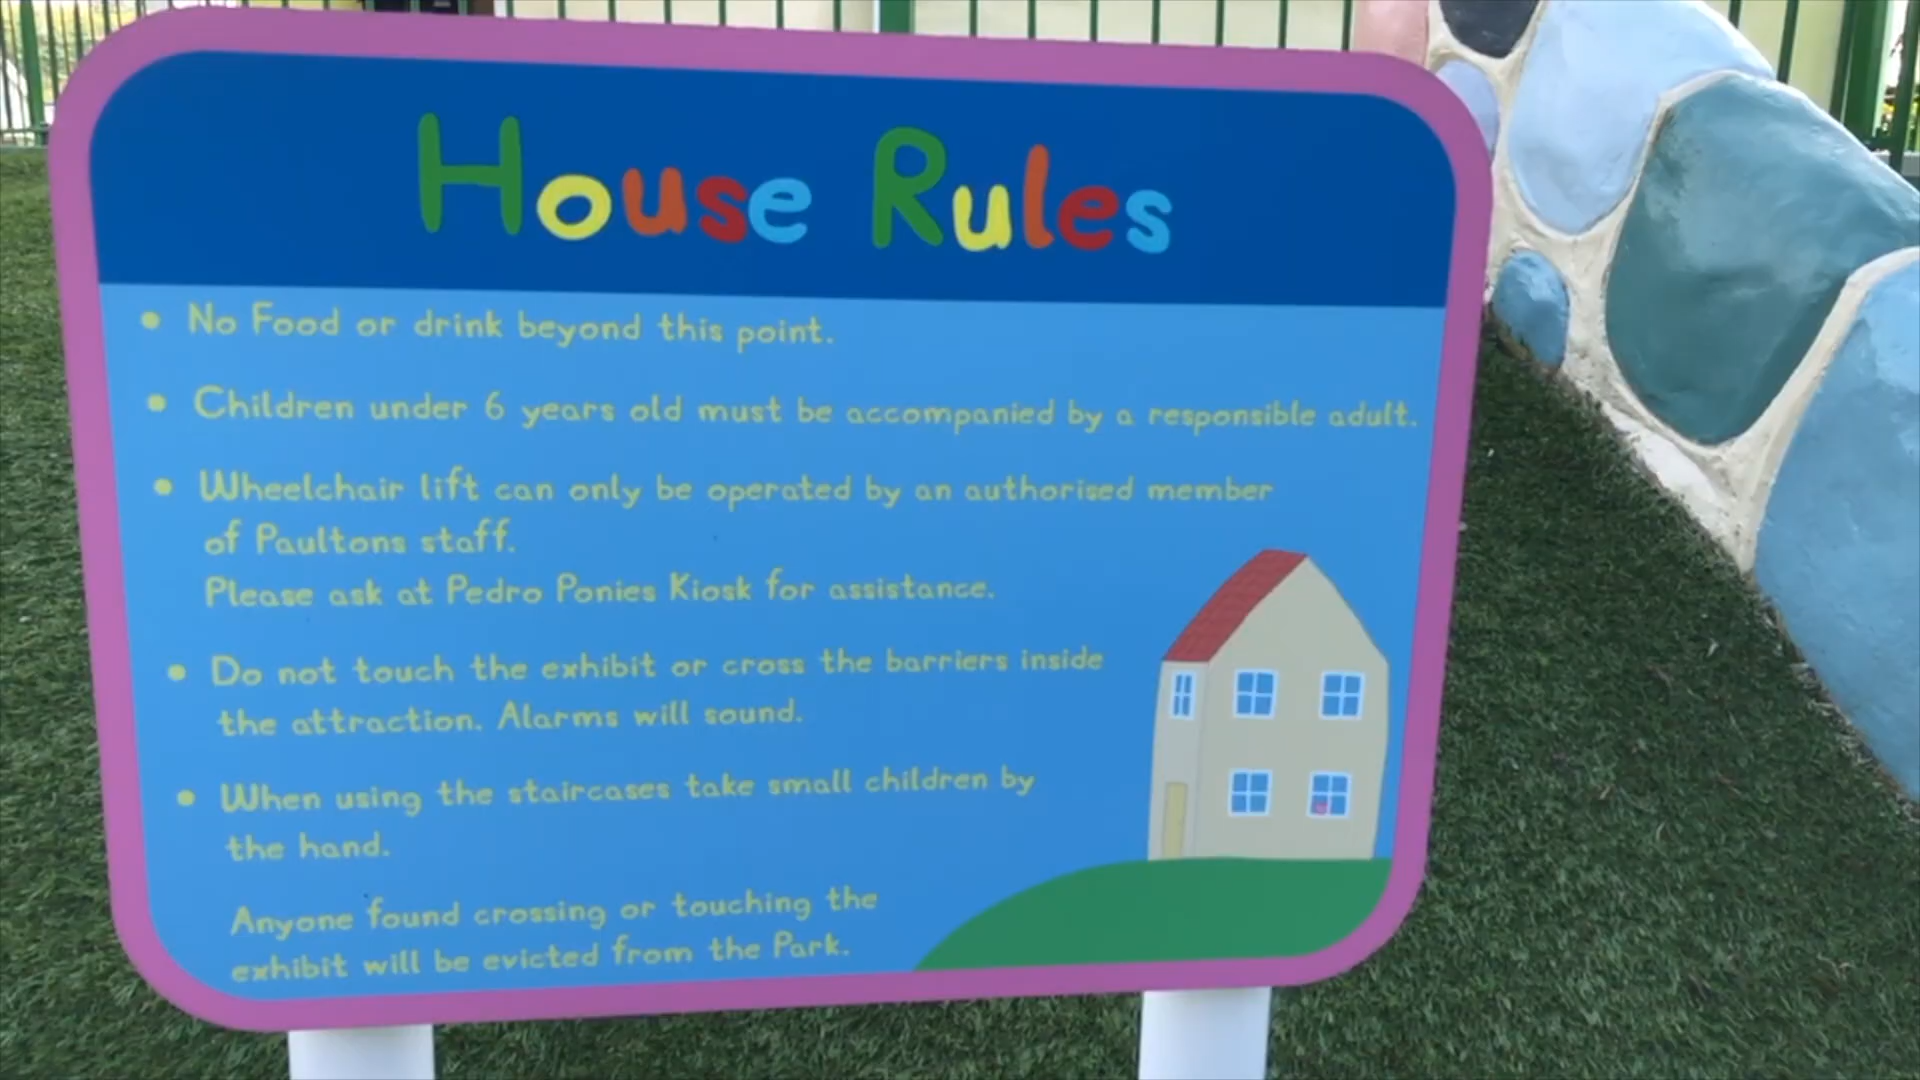 House Rules
• No Food or drink beyond this point.
• Children under 6 years old must be accompanied by a responsible adult.
• Wheelchair lift can only be operated by an authorised member
of Paultons staff.
Please ask at Pedro Ponies Kiosk for assistance.
• Do not touch the exhibit or cross the barriers inside
the attraction. Alarms will sound.
• When using the staircases take small children by
the hand.
Anyone found crossing or touching the
exhibit will be evicted from the Park.